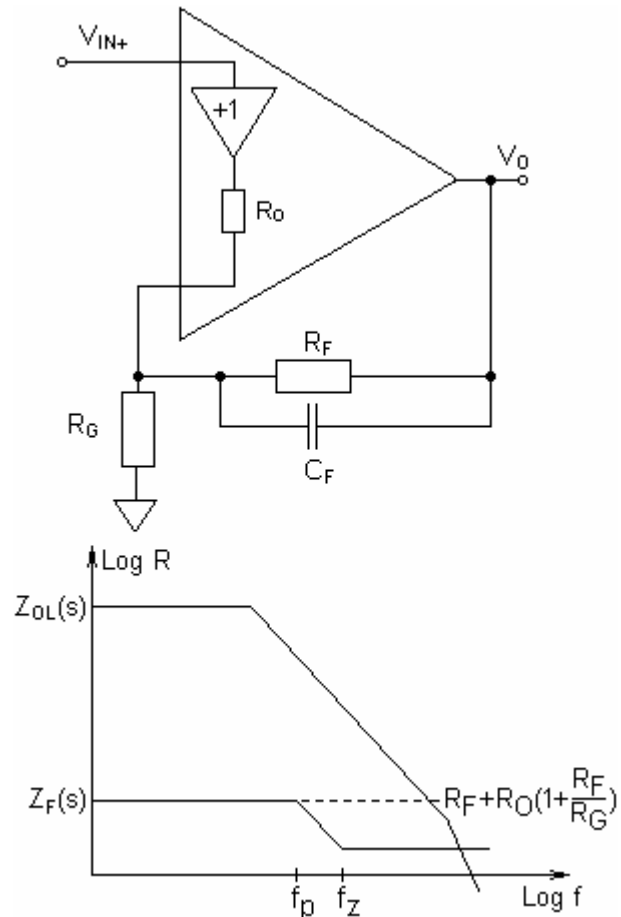 V_IN+
+1
V_O
R_O
R_F
R_G
C_F
Log R
Z_OL(s)
Z_F(s)
R_F+R_O(1+R_F/R_G)
f_p
f_z
Log f